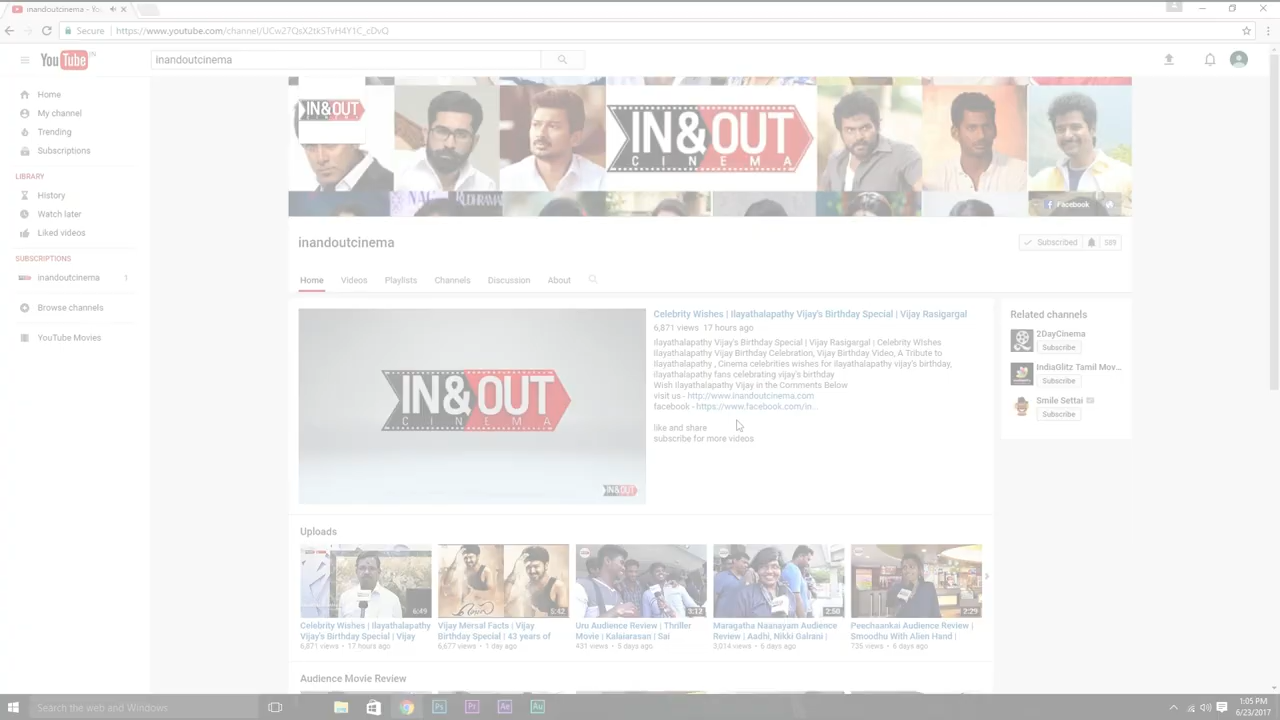 inandoutcinema - Yo
Secure https://www.youtube.com/channel/UCw27QsX2tkSTvH4Y1C_cDvQ
YouTube IN
inandoutcinema
Home
My channel
Trending
Subscriptions
LIBRARY
History
Watch later
Liked videos
SUBSCRIPTIONS
inandoutcinema 1
Browse channels
YouTube Movies
IN&OUT
IN&OUT
CINEMA
Facebook
inandoutcinema
Subscribed 589
Home Videos Playlists Channels Discussion About
IN&OUT
CINEMA
IN&OUT
Celebrity Wishes | Ilayathalapathy Vijay's Birthday Special | Vijay Rasigargal
6,871 views 17 hours ago
Ilayathalapathy Vijay's Birthday Special | Vijay Rasigargal | Celebrity Wishes
Ilayathalapathy Vijay Birthday Celebration, Vijay Birthday Video, A Tribute to
Ilayathalapathy , Cinema celebrities wishes for ilayathalapathy vijay's birthday,
Ilayathalapathy fans celebrating vijay's birthday
Wish Ilayathalapathy Vijay in the Comments Below
visit us - http://www.inandoutcinema.com
facebook - https://www.facebook.com/in...
like and share
subscribe for more videos
Related channels
2DayCinema
Subscribe
IndiaGlitz Tamil Mov...
Subscribe
Smile Settai
Subscribe
Uploads
6:49
5:42
3:12
2:50
2:29
Celebrity Wishes | Ilayathalapathy
Vijay's Birthday Special | Vijay
6,871 views • 17 hours ago
Vijay Mersal Facts | Vijay
Birthday Special | 43 years of
6,677 views • 1 day ago
Uru Audience Review | Thriller
Movie | Kalaiarasan | Sai
431 views • 5 days ago
Maragatha Naanayam Audience
Review | Aadhi, Nikki Galrani |
3,014 views • 6 days ago
Peechaankai Audience Review |
Smoodhu With Alien Hand |
735 views • 6 days ago
Audience Movie Review
Search the web and Windows
Ps
Pr
Ae
Au
1:05 PM
6/23/2017